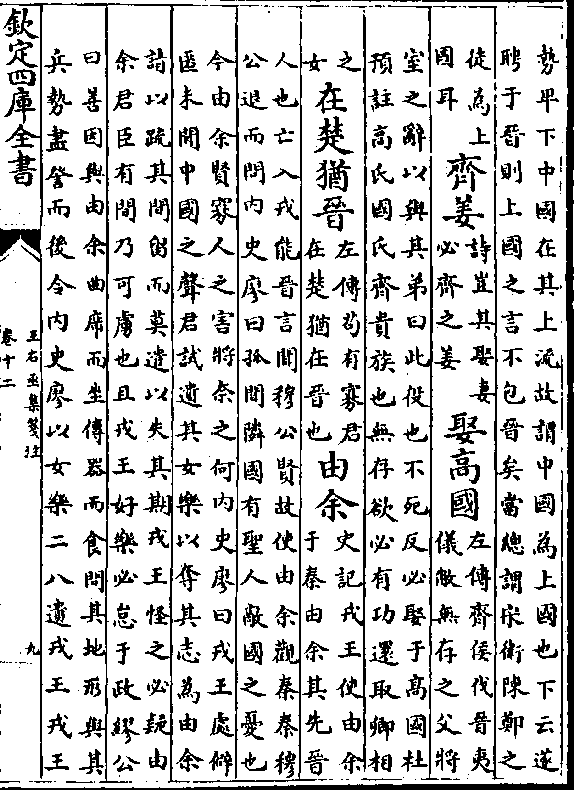 勢卑下中國在其上流故謂中國為上國也下云遂
聘于晉則上國之言不包晉矣當總謂宋衛陳鄭之
徒為上
國耳
齊姜
詩豈其娶妻
必齊之姜
娶高國
左傳齊侯伐晉夷
儀敝無存之父將
室之辭以與其弟曰此役也不死反必娶于高國杜
預註高氏國氏齊貴族也無存欲必有功還取卿相
之
女
在楚猶晉
左傳苟有寡君
在楚猶在晉也
由余
史記戎王使由余
于秦由余其先晉
人也亡入戎能晉言聞穆公賢故使由余觀秦秦穆
公退而問內史廖曰孤聞隣國有聖人敵國之憂也
今由余賢寡人之害將奈之何內史廖曰戎王處僻
匿未聞中國之聲君試遺其女樂以奪其志為由余
請以疏其間留而莫遣以失其期戎王怪之必疑由
余君臣有間乃可虜也且戎王好樂必怠于政繆公
曰善因與由余曲席而坐傳器而食問其地形與其
兵勢盡詧而後令內史廖以女樂二八遺戎王戎王
欽定四庫全書
王右丞集箋注
卷十二
九